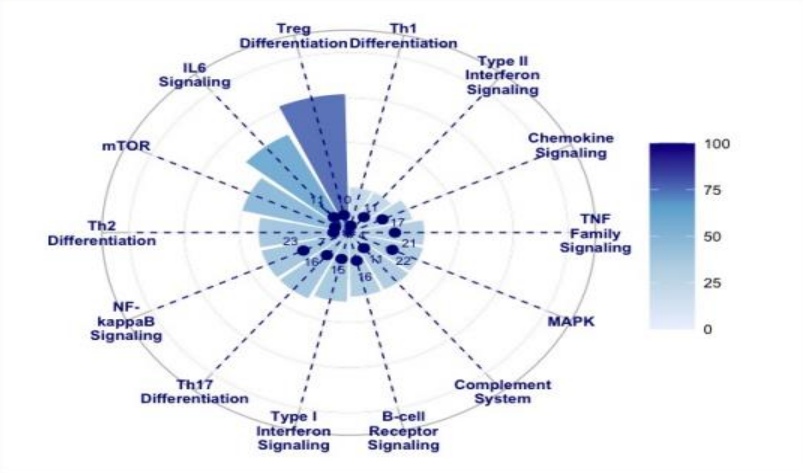 Treg
Differentiation
Th1
Differentiation
Type II
Interferon
Signaling
Chemokine
Signaling
TNF
Family
Signaling
MAPK
Complement
System
B-cell
Receptor
Signaling
Type I
Interferon
Signaling
Th17
Differentiation
NF-
kappaB
Signaling
Th2
Differentiation
mTOR
IL6
Signaling
11
10
11
17
21
22
11
16
15
16
7
23
100
75
50
25
0